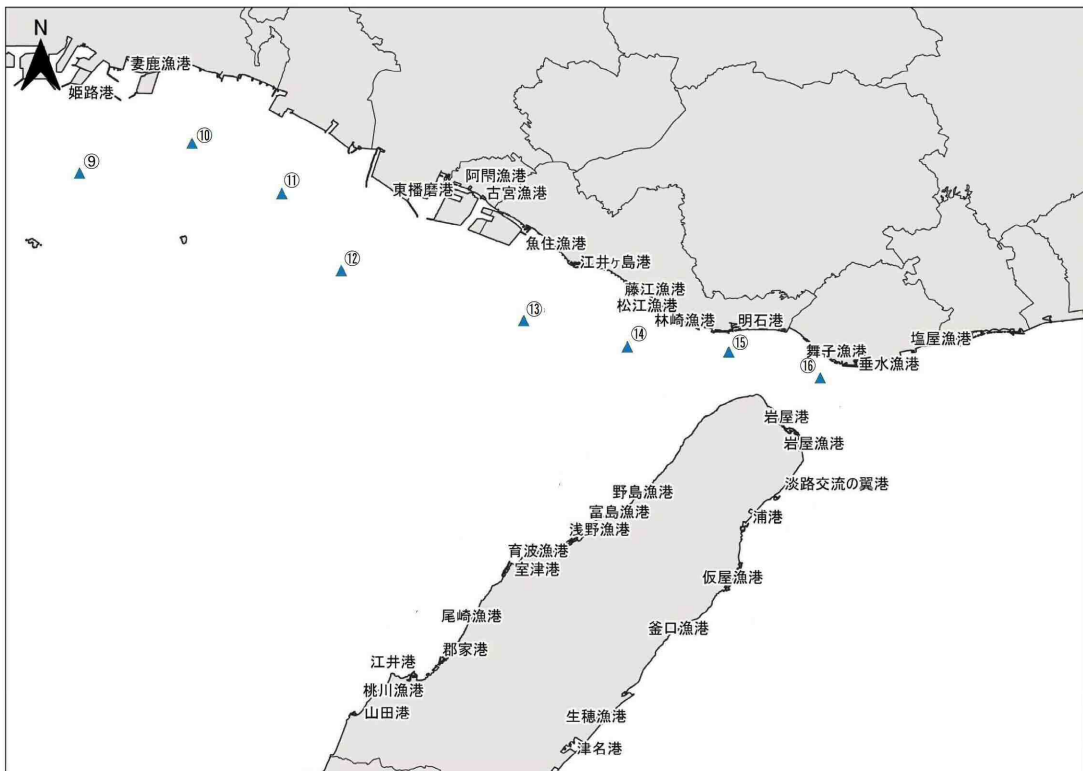 N
妻鹿漁港
姫路港
⑩
⑨
⑪
阿閇漁港
東播磨港
古宮漁港
魚住漁港
⑫
江井ヶ島港
藤江漁港
松江漁港
⑬
林崎漁港
明石港
⑭
⑮
塩屋漁港
舞子漁港
垂水漁港
⑯
岩屋港
岩屋漁港
淡路交流の翼港
野島漁港
富島漁港
浦港
浅野漁港
育波漁港
室津港
仮屋漁港
尾崎漁港
釜口漁港
郡家港
江井港
桃川漁港
山田港
生穂漁港
津名港